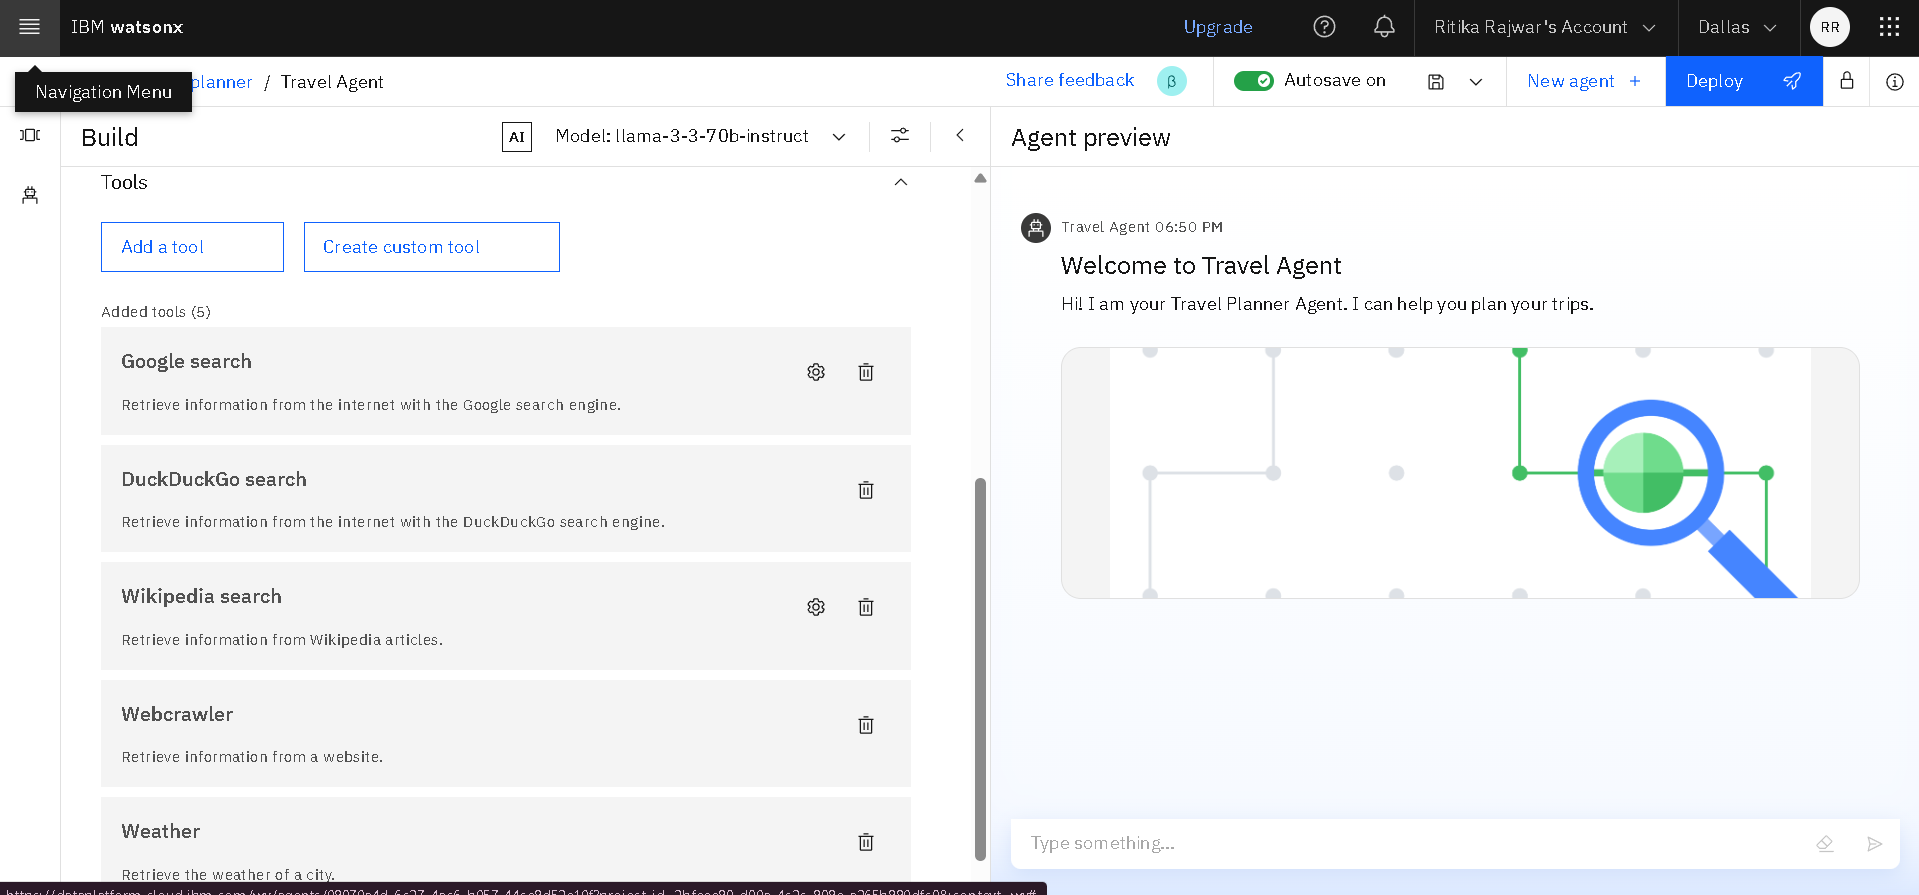 IBM watsonx
Upgrade
Ritika Rajwar's Account
Dallas
RR
Navigation Menu
planner / Travel Agent
Share feedback
β
Autosave on
New agent +
Deploy
Build
AI
Model: llama-3-3-70b-instruct
Agent preview
Tools
Add a tool
Create custom tool
Added tools (5)
Google search
Retrieve information from the internet with the Google search engine.
DuckDuckGo search
Retrieve information from the internet with the DuckDuckGo search engine.
Wikipedia search
Retrieve information from Wikipedia articles.
Webcrawler
Retrieve information from a website.
Weather
Retrieve the weather of a city.
Travel Agent 06:50 PM
Welcome to Travel Agent
Hi! I am your Travel Planner Agent. I can help you plan your trips.
Type something...